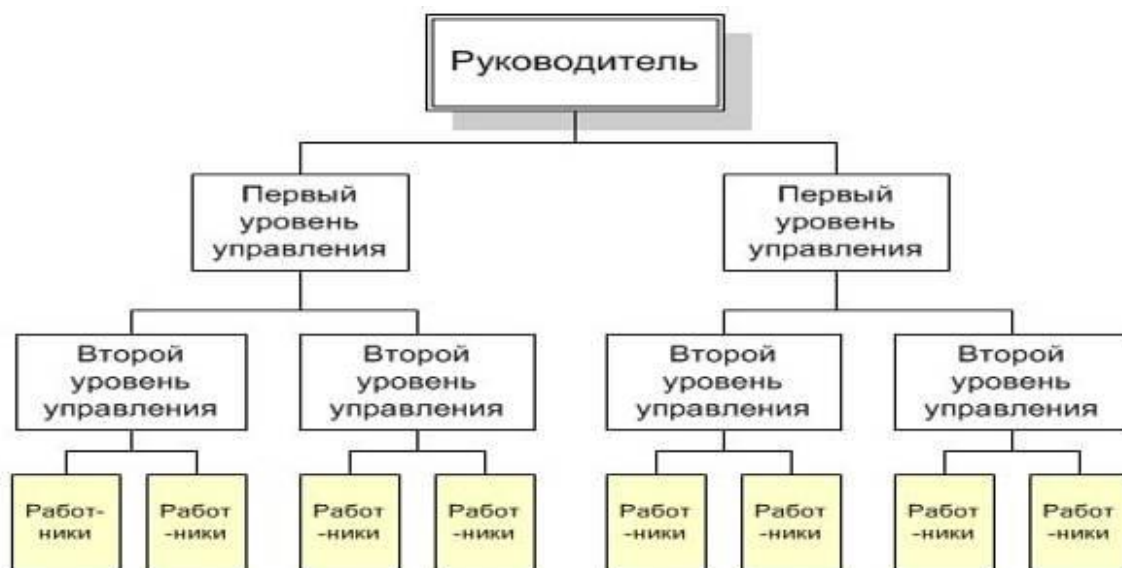 Руководитель
Первый
уровень
управления
Первый
уровень
управления
Второй
уровень
управления
Второй
уровень
управления
Второй
уровень
управления
Второй
уровень
управления
Работ-
ники
Работ
-ники
Работ
-ники
Работ
-ники
Работ
-ники
Работ
-ники
Работ
-ники
Работ
-ники